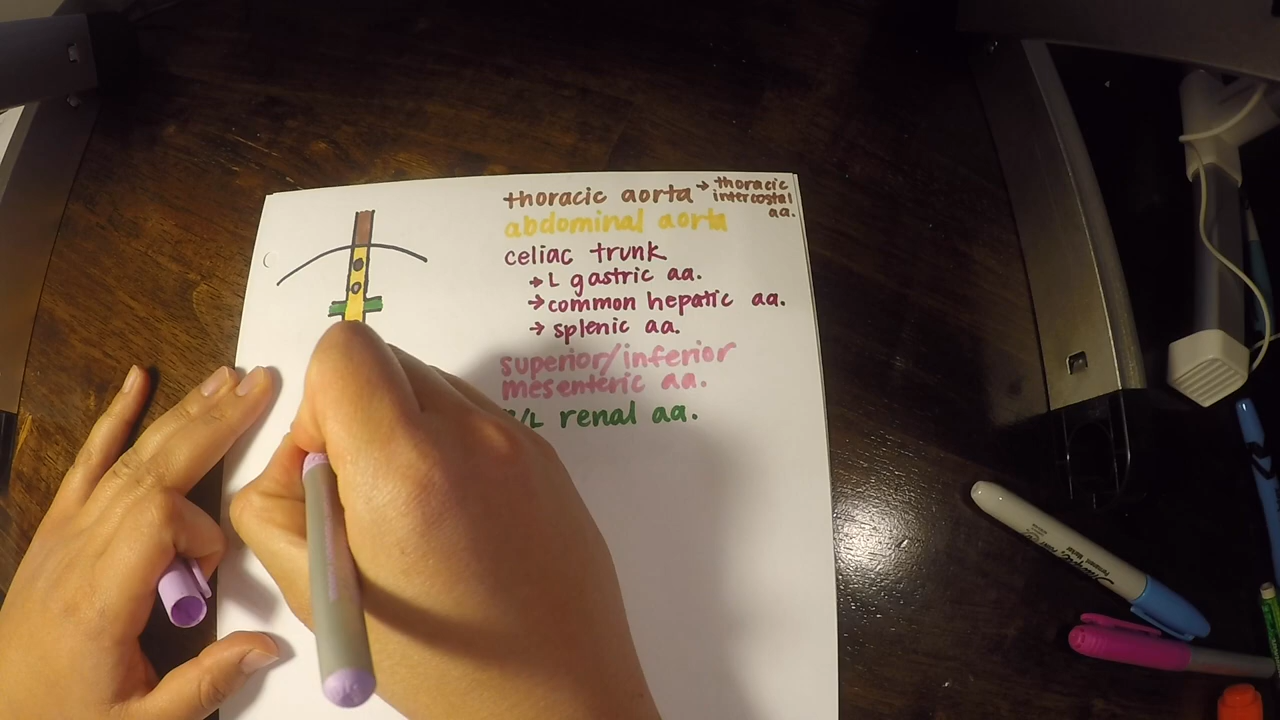 thoracic aorta → thoracic
intercostal
aa.
abdominal aorta
celiac trunk
→ L gastric aa.
→ common hepatic aa.
→ splenic aa.
superior/inferior
mesenteric aa.
/L renal aa.